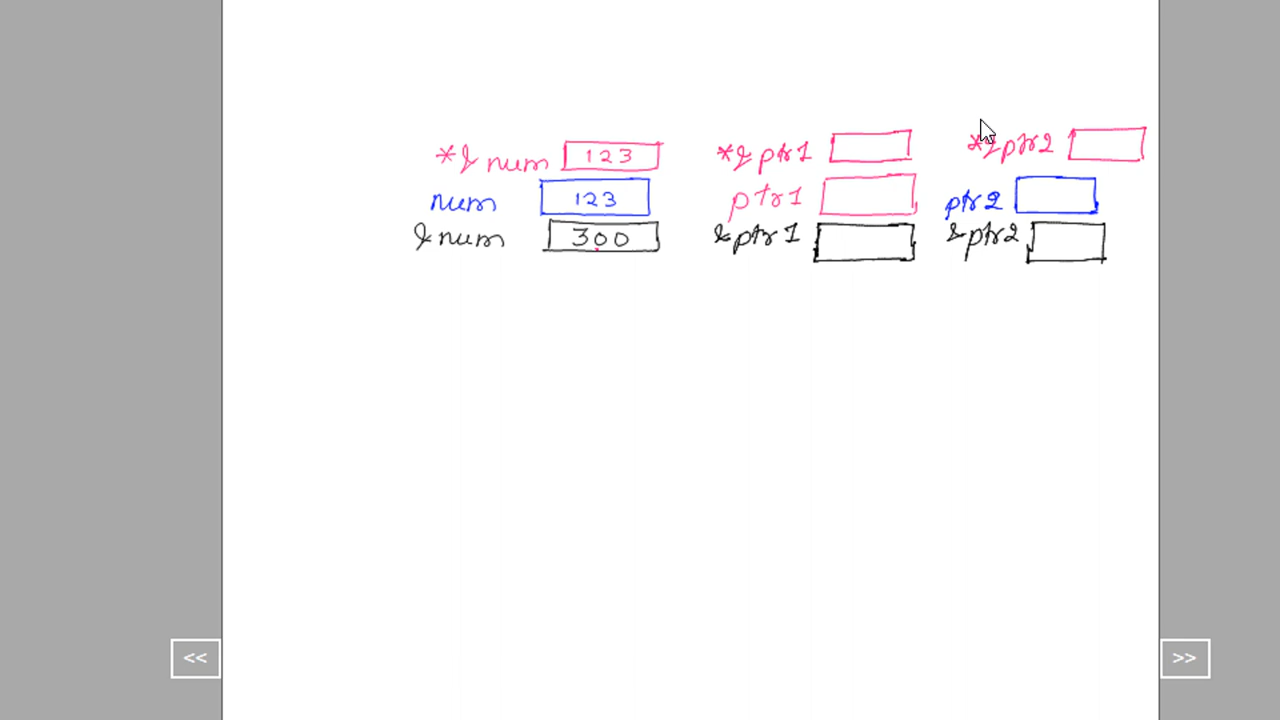 *& num 123
num 123
& num 300
*& ptr1
ptr1
& ptr1
*& ptr2
ptr2
& ptr2
<<
>>